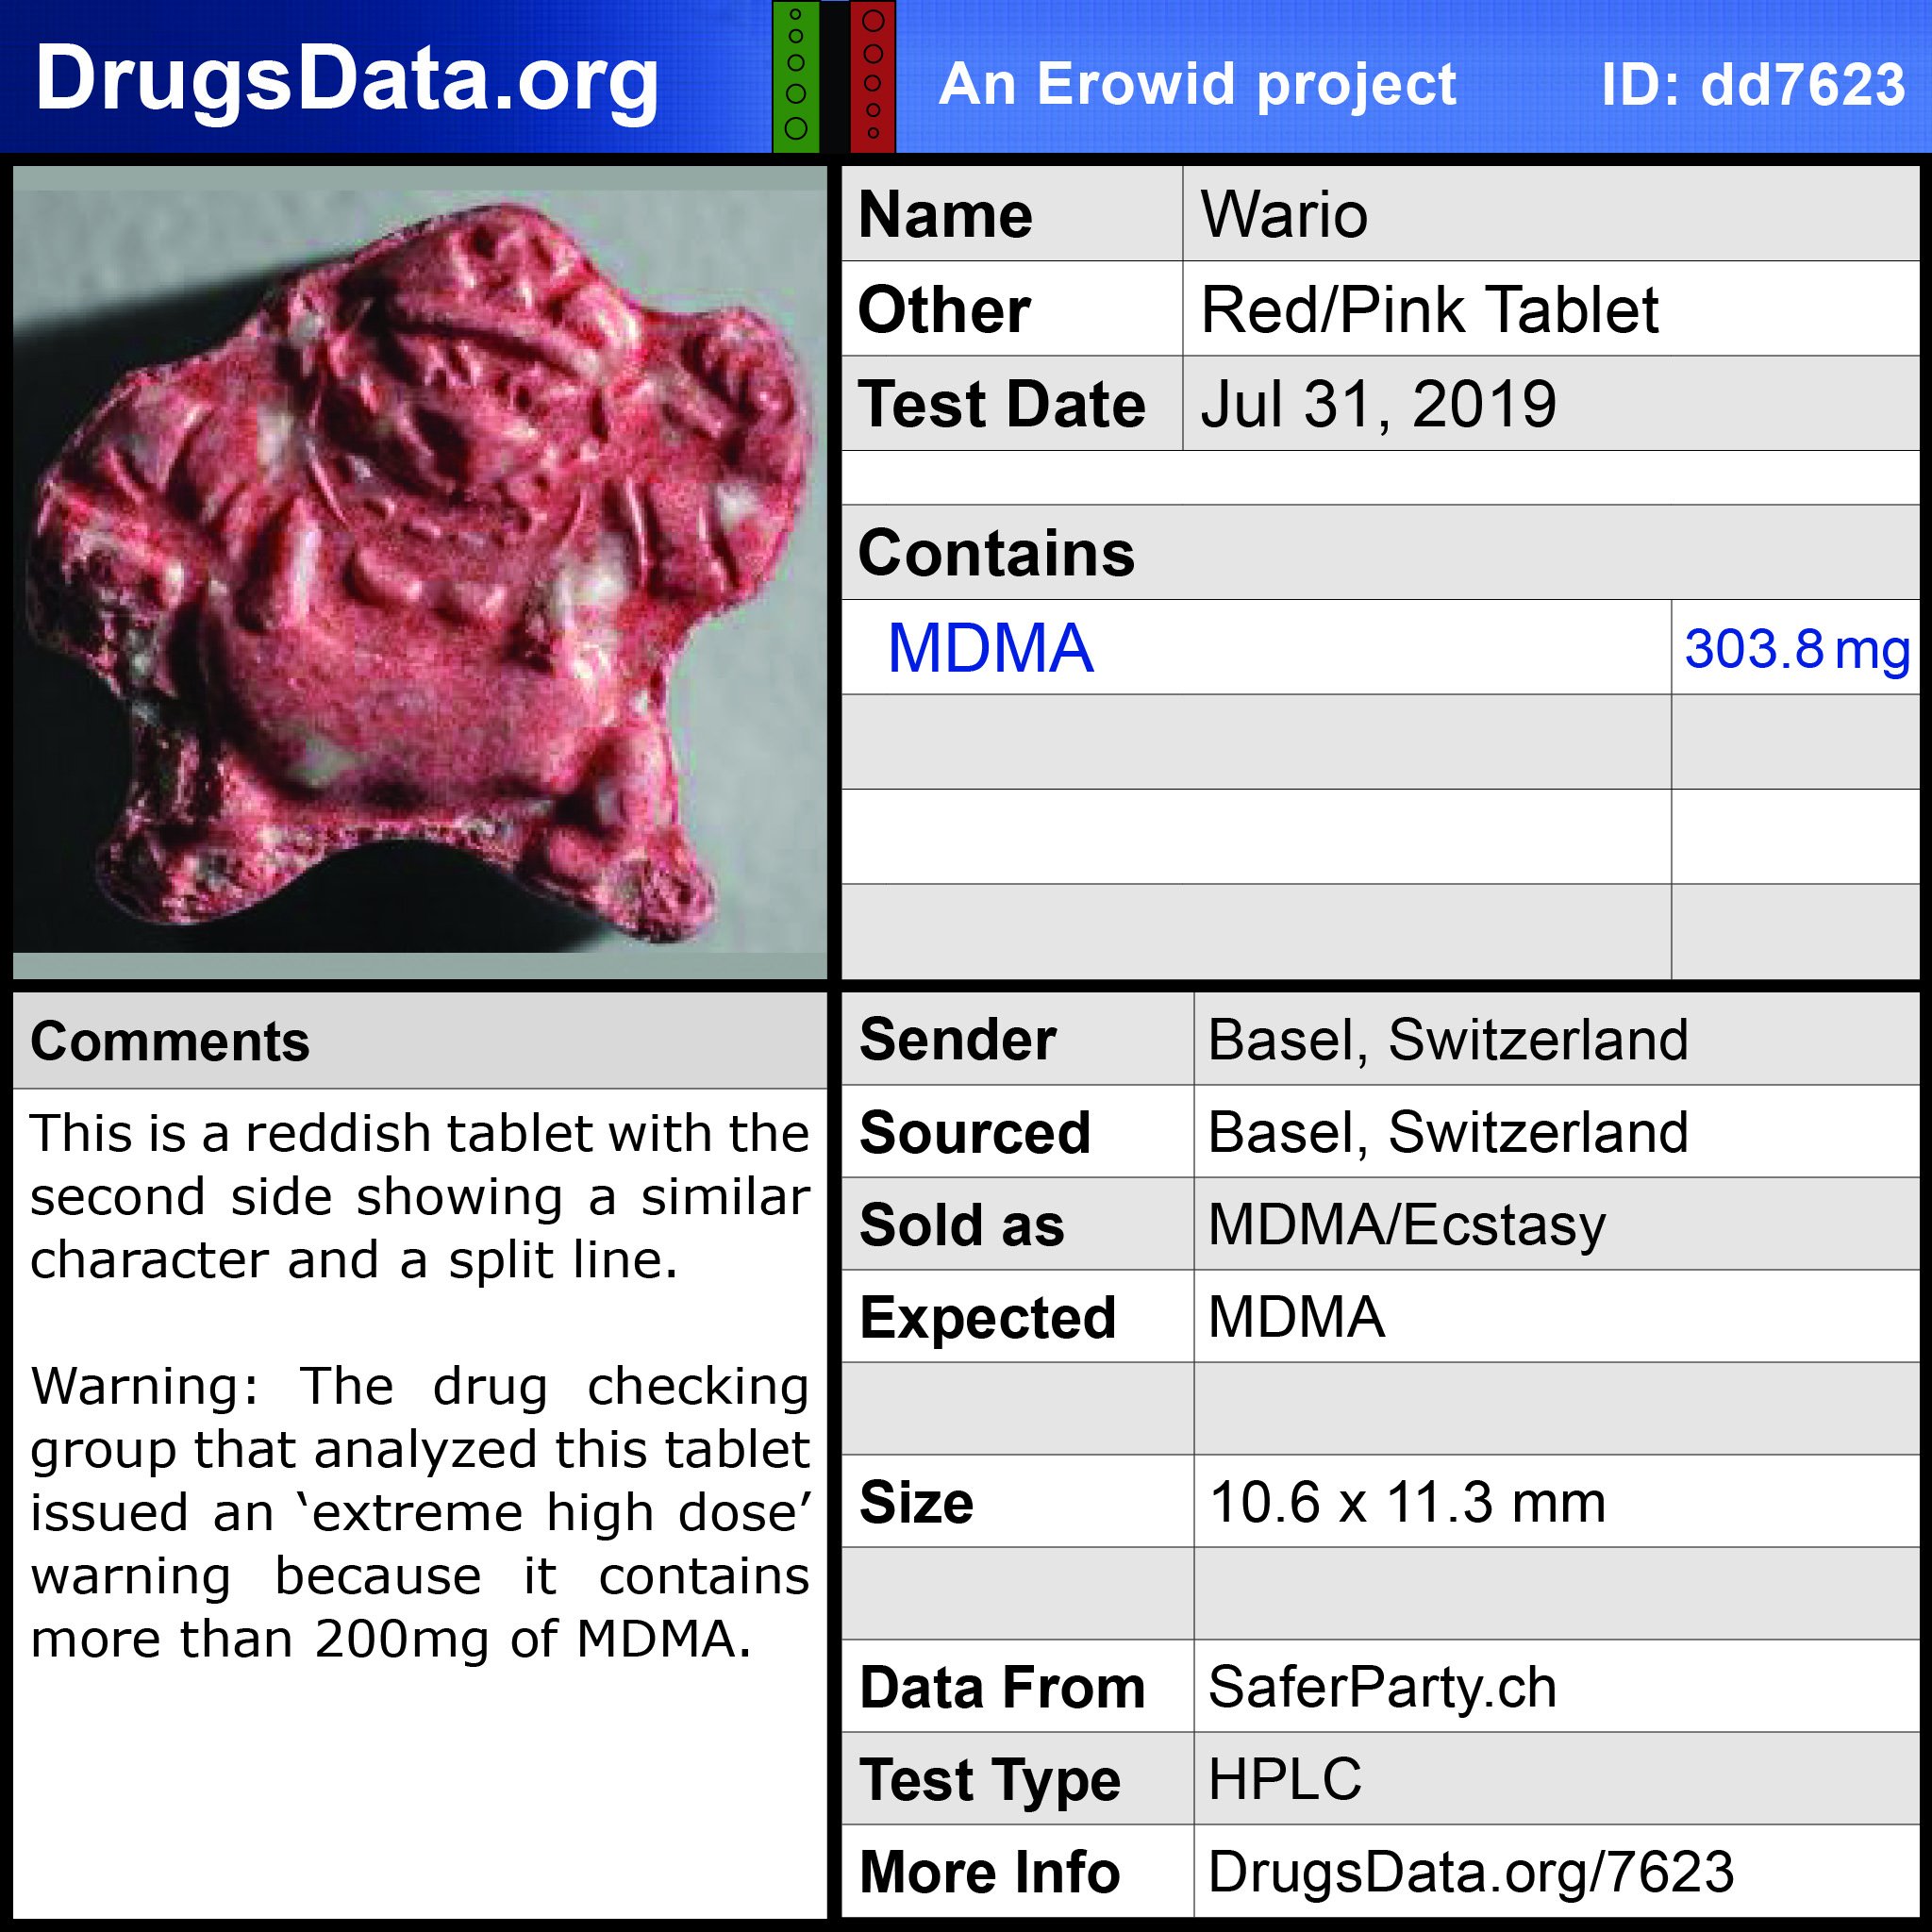 DrugsData.org
An Erowid project
ID: dd7623
Name Wario
Other Red/Pink Tablet
Test Date Jul 31, 2019
Contains
MDMA 303.8 mg
Comments
This is a reddish tablet with the
second side showing a similar
character and a split line.
Warning: The drug checking
group that analyzed this tablet
issued an ‘extreme high dose’
warning because it contains
more than 200mg of MDMA.
Sender Basel, Switzerland
Sourced Basel, Switzerland
Sold as MDMA/Ecstasy
Expected MDMA
Size 10.6 x 11.3 mm
Data From SaferParty.ch
Test Type HPLC
More Info DrugsData.org/7623